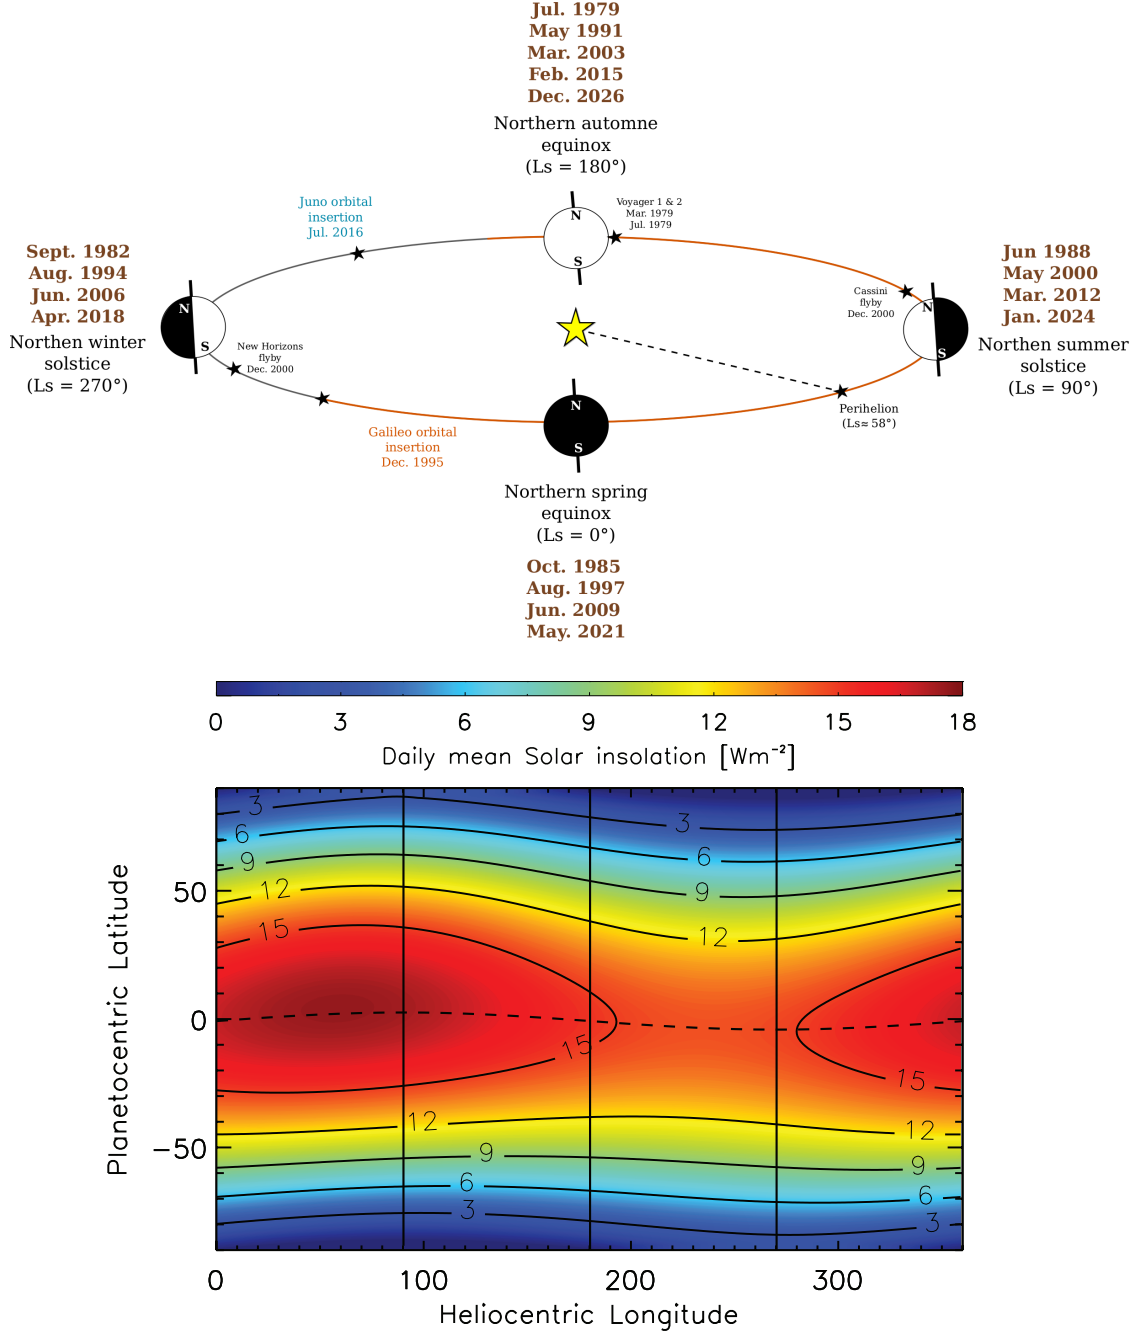 Jul. 1979
May 1991
Mar. 2003
Feb. 2015
Dec. 2026
Northern automne
equinox
(Ls = 180°)
Juno orbital
insertion
Jul. 2016
N
S
Voyager 1 & 2
Mar. 1979
Jul. 1979
Sept. 1982
Aug. 1994
Jun. 2006
Apr. 2018
Northen winter
solstice
(Ls = 270°)
N
S
New Horizons
flyby
Dec. 2000
Cassini
flyby
Dec. 2000
N
S
Jun 1988
May 2000
Mar. 2012
Jan. 2024
Northen summer
solstice
(Ls = 90°)
Perihelion
(Ls≈58°)
Galileo orbital
insertion
Dec. 1995
N
S
Northern spring
equinox
(Ls = 0°)
Oct. 1985
Aug. 1997
Jun. 2009
May. 2021
0 3 6 9 12 15 18
Daily mean Solar insolation [Wm⁻²]
3
3
6
6
9
9
12
12
15
15
15
12
12
9
9
6
6
3
3
50
0
−50
Planetocentric Latitude
0 100 200 300
Heliocentric Longitude